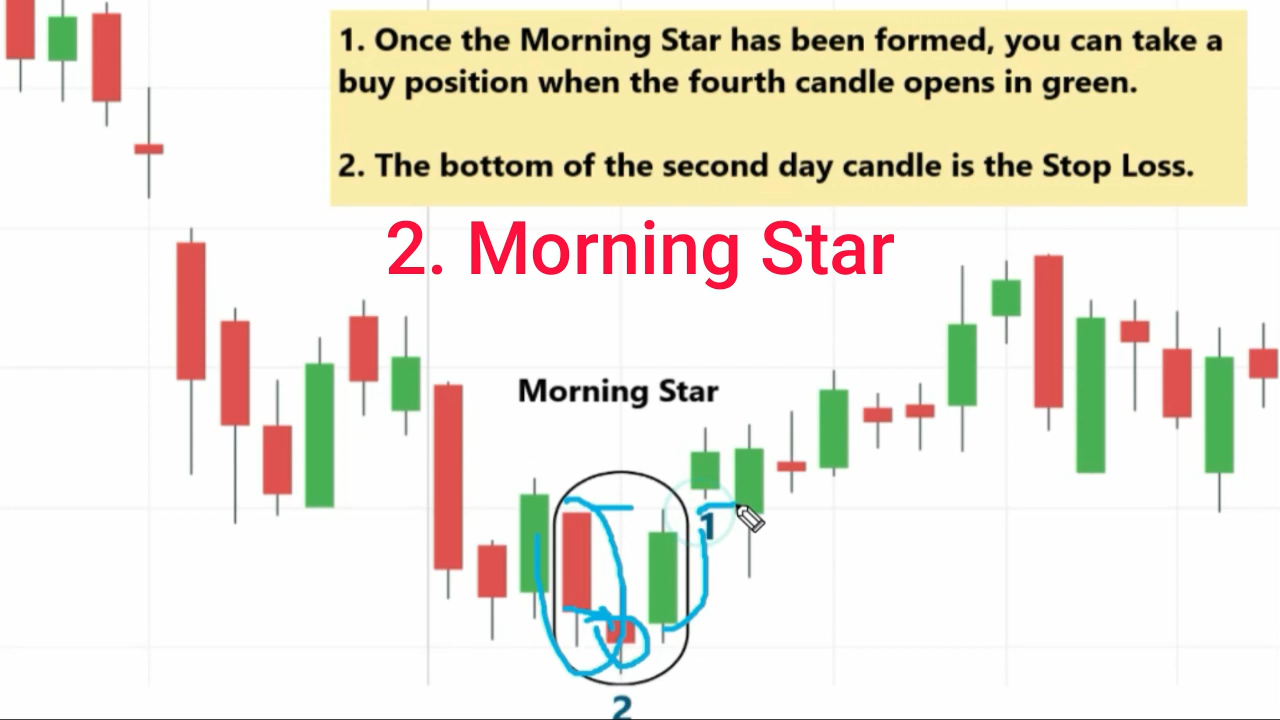 1. Once the Morning Star has been formed, you can take a
buy position when the fourth candle opens in green.
2. The bottom of the second day candle is the Stop Loss.
2. Morning Star
Morning Star
1
2